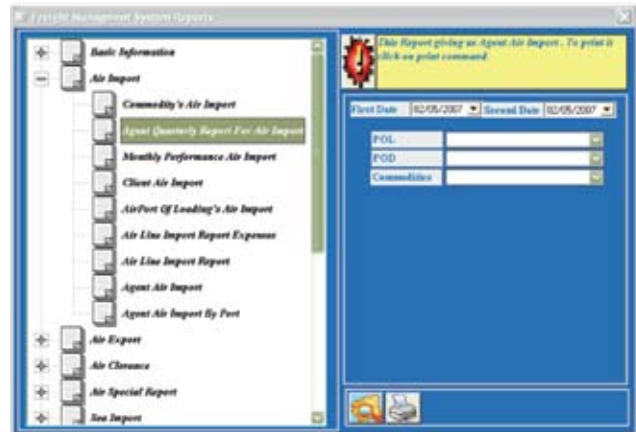 Freight Management System Reports
Basic Information
Air Import
Commodity's Air Import
Agent Quarterly Report For Air Import
Monthly Performance Air Import
Client Air Import
AirPort Of Loading's Air Import
Air Line Import Report Expenses
Air Line Import Report
Agent Air Import
Agent Air Import By Port
Air Export
Air Clerance
Air Special Report
Sea Import
This Report giving us Agent Air Import . To print is
click on print command
First Date 02/05/2007 Second Date 02/05/2007
POL
POD
Commodities